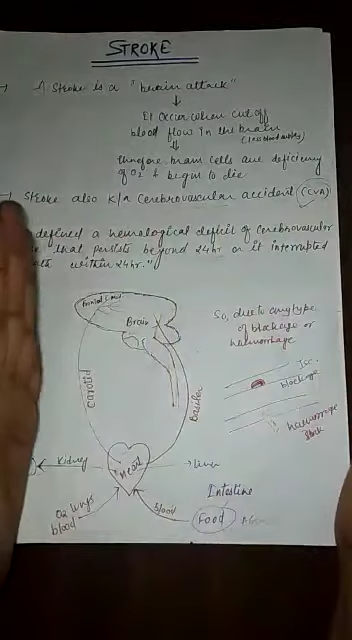 STROKE
A stroke is a "brain attack"
It occur when cut off
blood flow in the brain
(Less blood supply)
therefore brain cells are deficiency
of O2 & begin to die
Stroke also k/a Cerebrovascular accident (CVA)
defined a neurological deficit of cerebrovascular
that persists beyond 24hr or it interrupted
within 24hr."
Brain
So, due to any type
of blockage or
haemorrhage
Isc.
blockage
haemorrhage
Carotid
Basilar
Heart
Kidney
Liver
Intestine
O2 lungs
blood
blood
Food